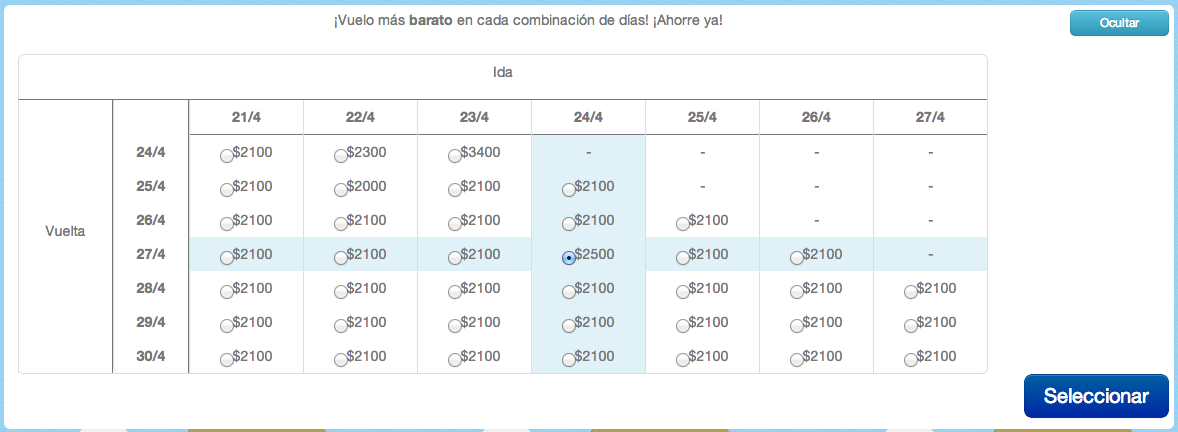 ¡Vuelo más barato en cada combinación de días! ¡Ahorre ya!
Ocultar
Ida
21/4 22/4 23/4 24/4 25/4 26/4 27/4
24/4 $2100 $2300 $3400 - - - -
25/4 $2100 $2000 $2100 $2100 - - -
26/4 $2100 $2100 $2100 $2100 $2100 - -
Vuelta
27/4 $2100 $2100 $2100 $2500 $2100 $2100 -
28/4 $2100 $2100 $2100 $2100 $2100 $2100 $2100
29/4 $2100 $2100 $2100 $2100 $2100 $2100 $2100
30/4 $2100 $2100 $2100 $2100 $2100 $2100 $2100
Seleccionar